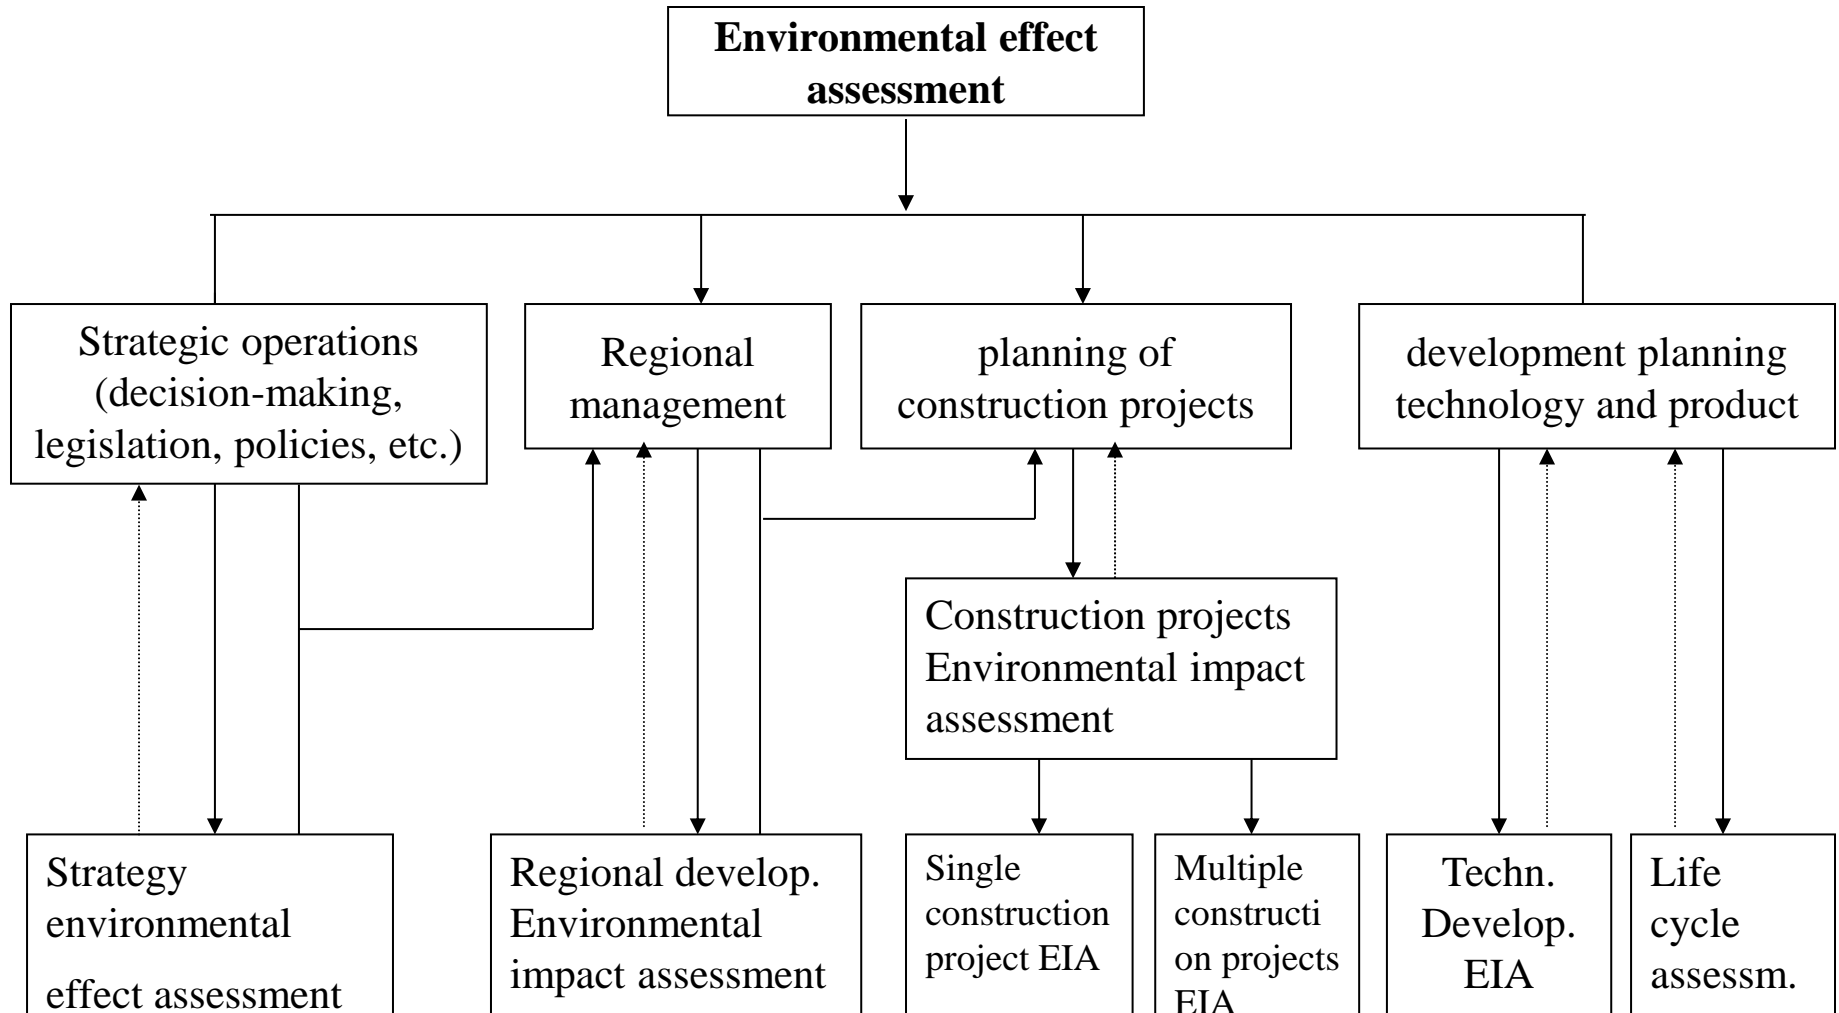 Environmental effect
assessment
Strategic operations
(decision-making,
legislation, policies, etc.)
Regional
management
planning of
construction projects
development planning
technology and product
Construction projects
Environmental impact
assessment
Strategy
environmental
effect assessment
Regional develop.
Environmental
impact assessment
Single
construction
project EIA
Multiple
constructi
on projects
EIA
Techn.
Develop.
EIA
Life
cycle
assessm.